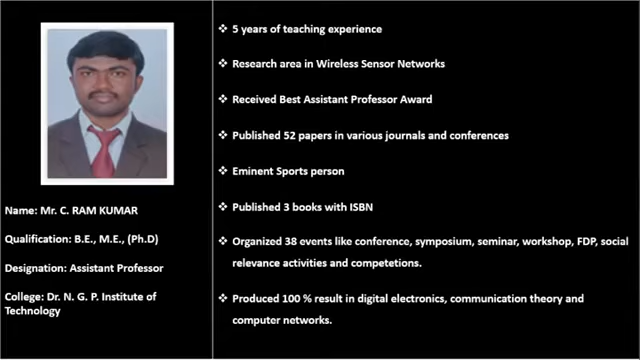 Name: Mr. C. RAM KUMAR
Qualification: B.E., M.E., (Ph.D)
Designation: Assistant Professor
College: Dr. N. G. P. Institute of
Technology
❖ 5 years of teaching experience
❖ Research area in Wireless Sensor Networks
❖ Received Best Assistant Professor Award
❖ Published 52 papers in various journals and conferences
❖ Eminent Sports person
❖ Published 3 books with ISBN
❖ Organized 38 events like conference, symposium, seminar, workshop, FDP, social
relevance activities and competetions.
❖ Produced 100 % result in digital electronics, communication theory and
computer networks.